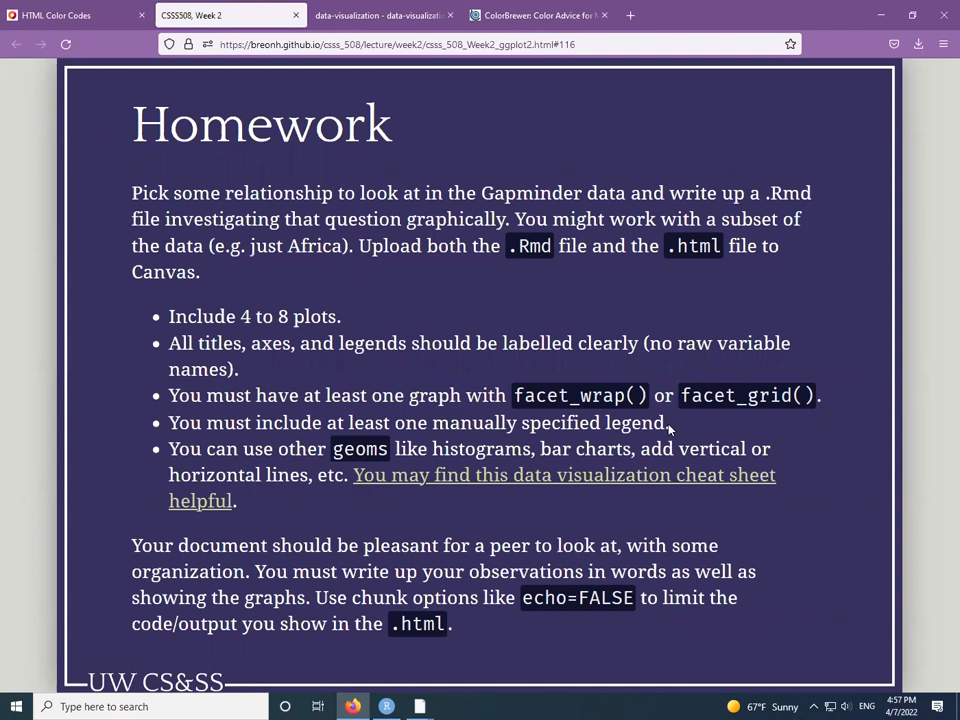 HTML Color Codes
CSSS508, Week 2
data-visualization - data-visualizati
ColorBrewer: Color Advice for M
https://breonh.github.io/csss_508/lecture/week2/csss_508_Week2_ggplot2.html#116
Homework
Pick some relationship to look at in the Gapminder data and write up a .Rmd
file investigating that question graphically. You might work with a subset of
the data (e.g. just Africa). Upload both the .Rmd file and the .html file to
Canvas.
• Include 4 to 8 plots.
• All titles, axes, and legends should be labelled clearly (no raw variable
names).
• You must have at least one graph with facet_wrap() or facet_grid().
• You must include at least one manually specified legend.
• You can use other geoms like histograms, bar charts, add vertical or
horizontal lines, etc. You may find this data visualization cheat sheet
helpful.
Your document should be pleasant for a peer to look at, with some
organization. You must write up your observations in words as well as
showing the graphs. Use chunk options like echo=FALSE to limit the
code/output you show in the .html.
UW CS&SS
Type here to search
R
67°F Sunny
ENG
4:57 PM
4/7/2022